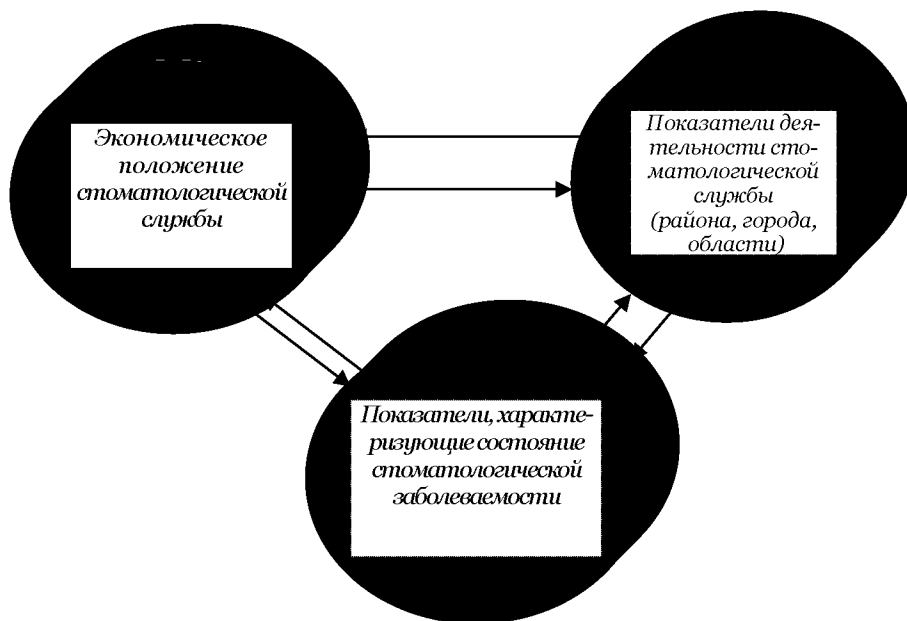 Экономическое
положение
стоматологической
службы
Показатели дея-
тельности сто-
матологической
службы
(района, города,
области)
Показатели, характе-
ризующие состояние
стоматологической
заболеваемости